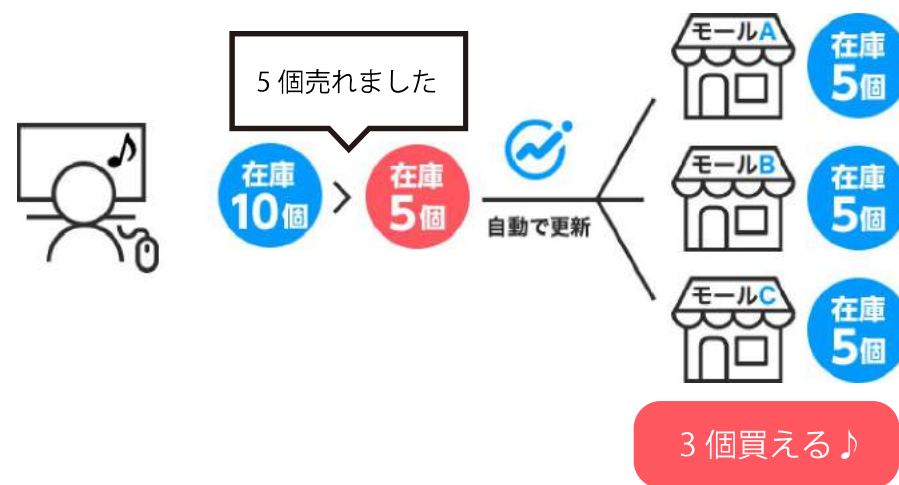 5個売れました
在庫
10個
在庫
5個
自動で更新
モールA
在庫
5個
モールB
在庫
5個
モールC
在庫
5個
3個買える♪